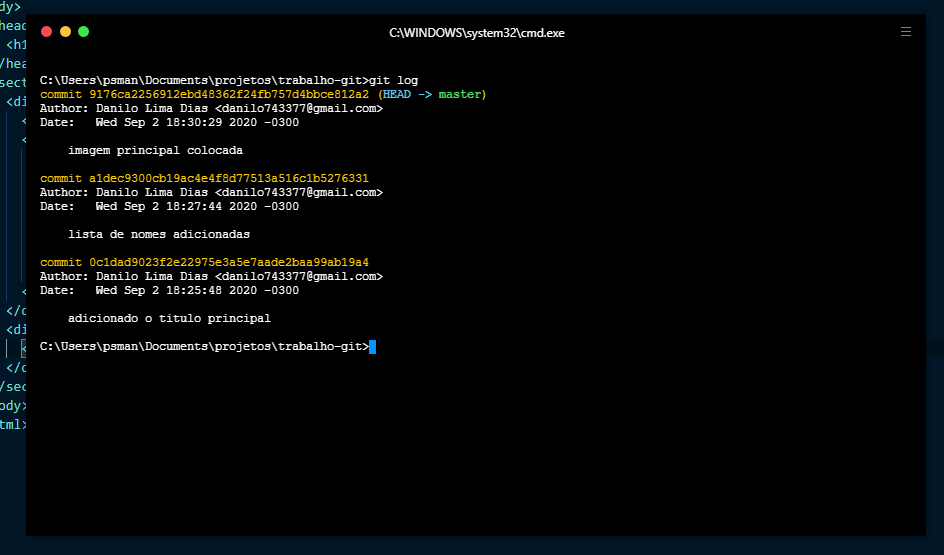 dy>
C:\WINDOWS\system32\cmd.exe
<h1
sect
<di
C:\Users\psman\Documents\projetos\trabalho-git>git log
commit 9176ca2256912ebd48362f24fb757d4bbce812a2 (HEAD -> master)
Author: Danilo Lima Dias <danilo743377@gmail.com>
Date:   Wed Sep 2 18:30:29 2020 -0300
imagem principal colocada
commit a1dec9300cb19ac4e4f8d77513a516c1b5276331
Author: Danilo Lima Dias <danilo743377@gmail.com>
Date:   Wed Sep 2 18:27:44 2020 -0300
lista de nomes adicionadas
commit 0c1dad9023f2e22975e3a5e7aade2baa99ab19a4
Author: Danilo Lima Dias <danilo743377@gmail.com>
Date:   Wed Sep 2 18:25:48 2020 -0300
adicionado o titulo principal
C:\Users\psman\Documents\projetos\trabalho-git>
<di
/sec
ody>
tml>